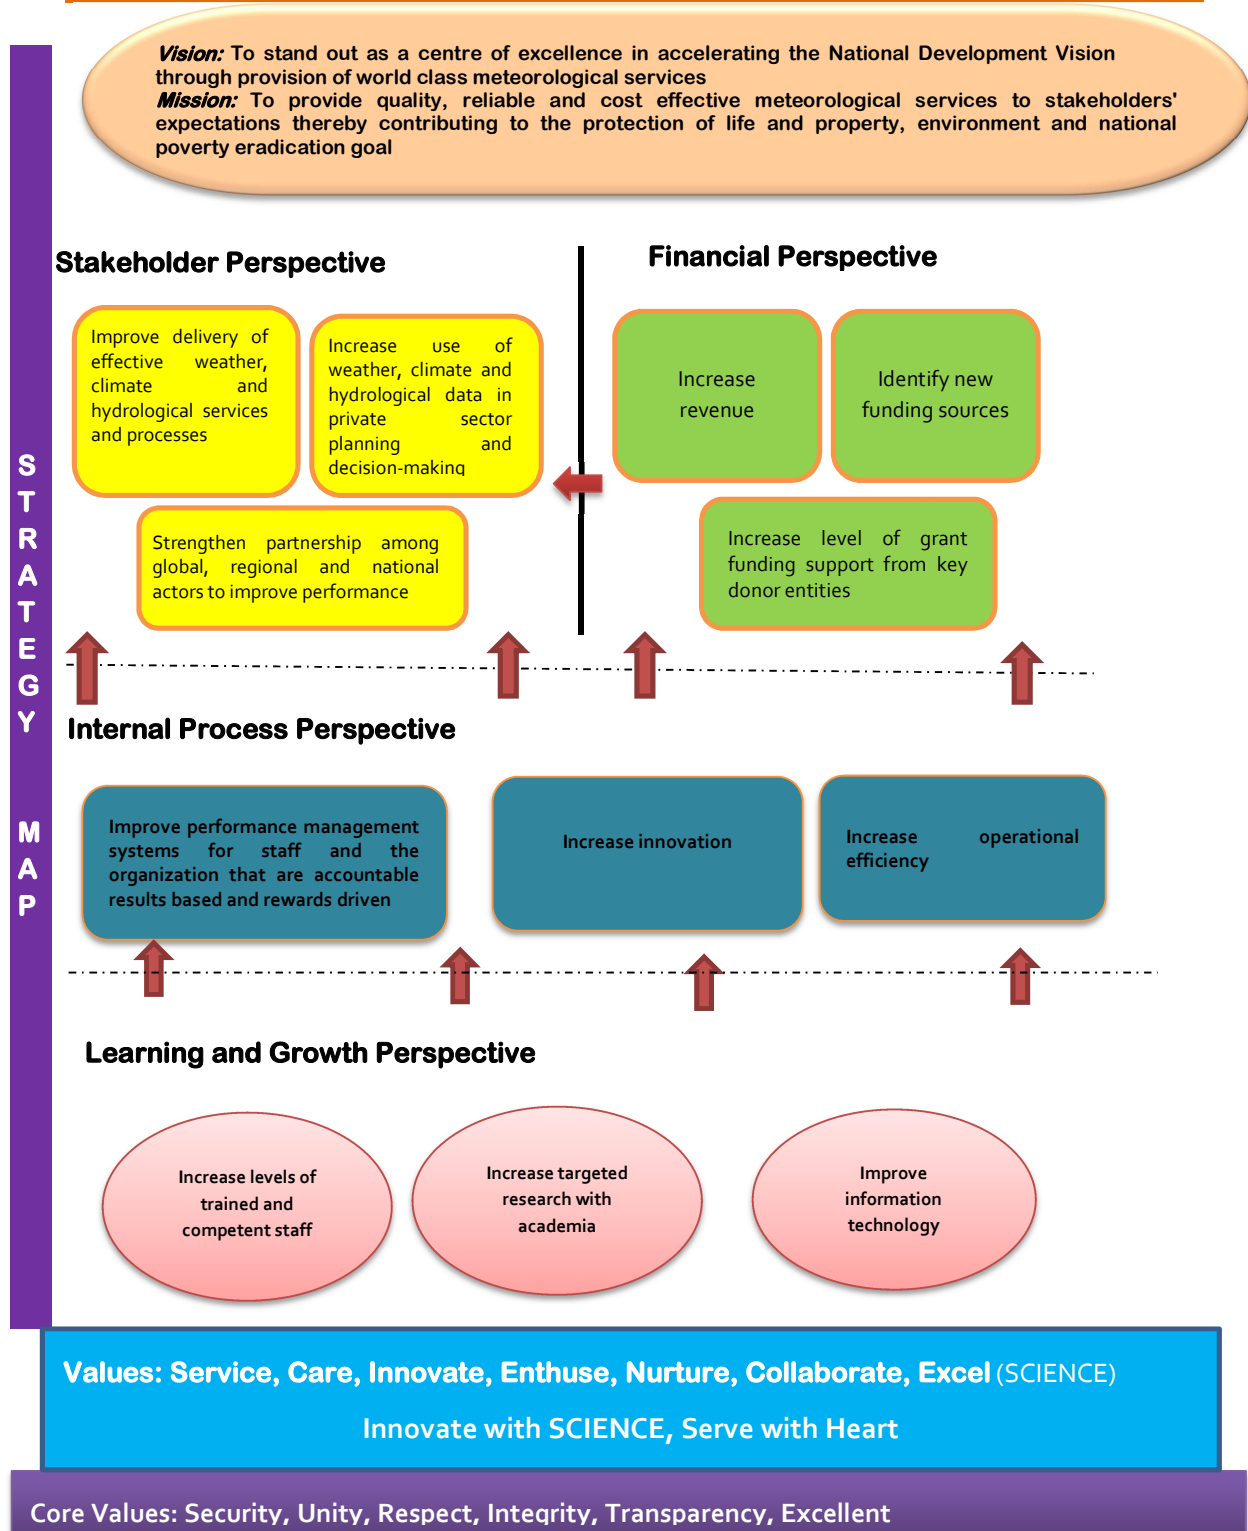 Vision: To stand out as a centre of excellence in accelerating the National Development Vision
through provision of world class meteorological services
Mission: To provide quality, reliable and cost effective meteorological services to stakeholders'
expectations thereby contributing to the protection of life and property, environment and national
poverty eradication goal
STRATEGY MAP
Stakeholder Perspective
Improve delivery of
effective weather,
climate and
hydrological services
and processes
Increase use of
weather, climate and
hydrological data in
private sector
planning and
decision-making
Strengthen partnership among
global, regional and national
actors to improve performance
Financial Perspective
Increase
revenue
Identify new
funding sources
Increase level of grant
funding support from key
donor entities
Internal Process Perspective
Improve performance management
systems for staff and the
organization that are accountable
results based and rewards driven
Increase innovation
Increase operational
efficiency
Learning and Growth Perspective
Increase levels of
trained and
competent staff
Increase targeted
research with
academia
Improve
information
technology
Values: Service, Care, Innovate, Enthuse, Nurture, Collaborate, Excel (SCIENCE)
Innovate with SCIENCE, Serve with Heart
Core Values: Security, Unity, Respect, Integrity, Transparency, Excellent